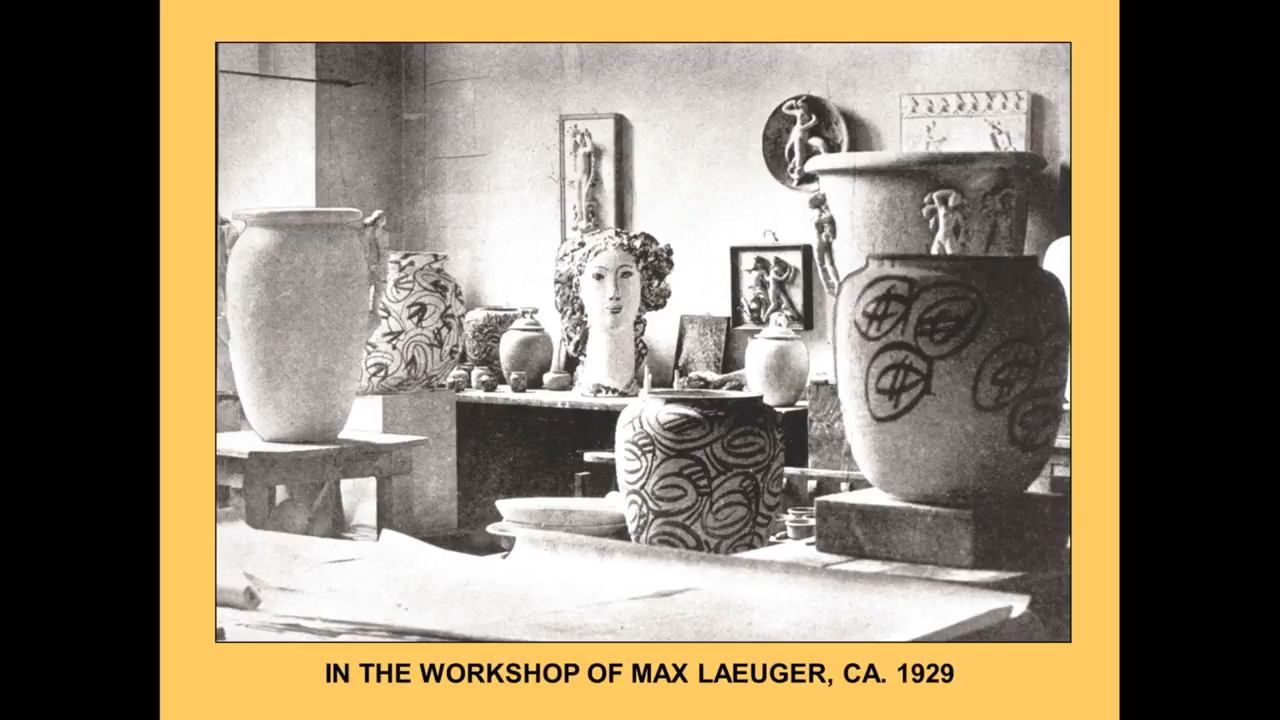 IN THE WORKSHOP OF MAX LAEUGER, CA. 1929